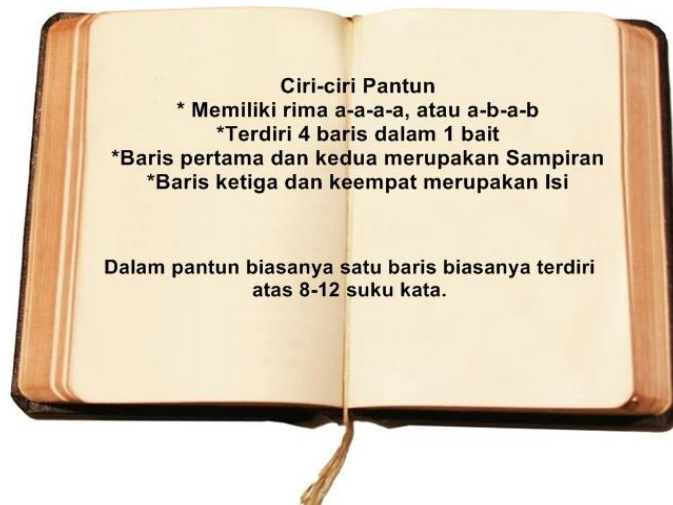 Ciri-ciri Pantun
* Memiliki rima a-a-a-a, atau a-b-a-b
*Terdiri 4 baris dalam 1 bait
*Baris pertama dan kedua merupakan Sampiran
*Baris ketiga dan keempat merupakan Isi
Dalam pantun biasanya satu baris biasanya terdiri
atas 8-12 suku kata.